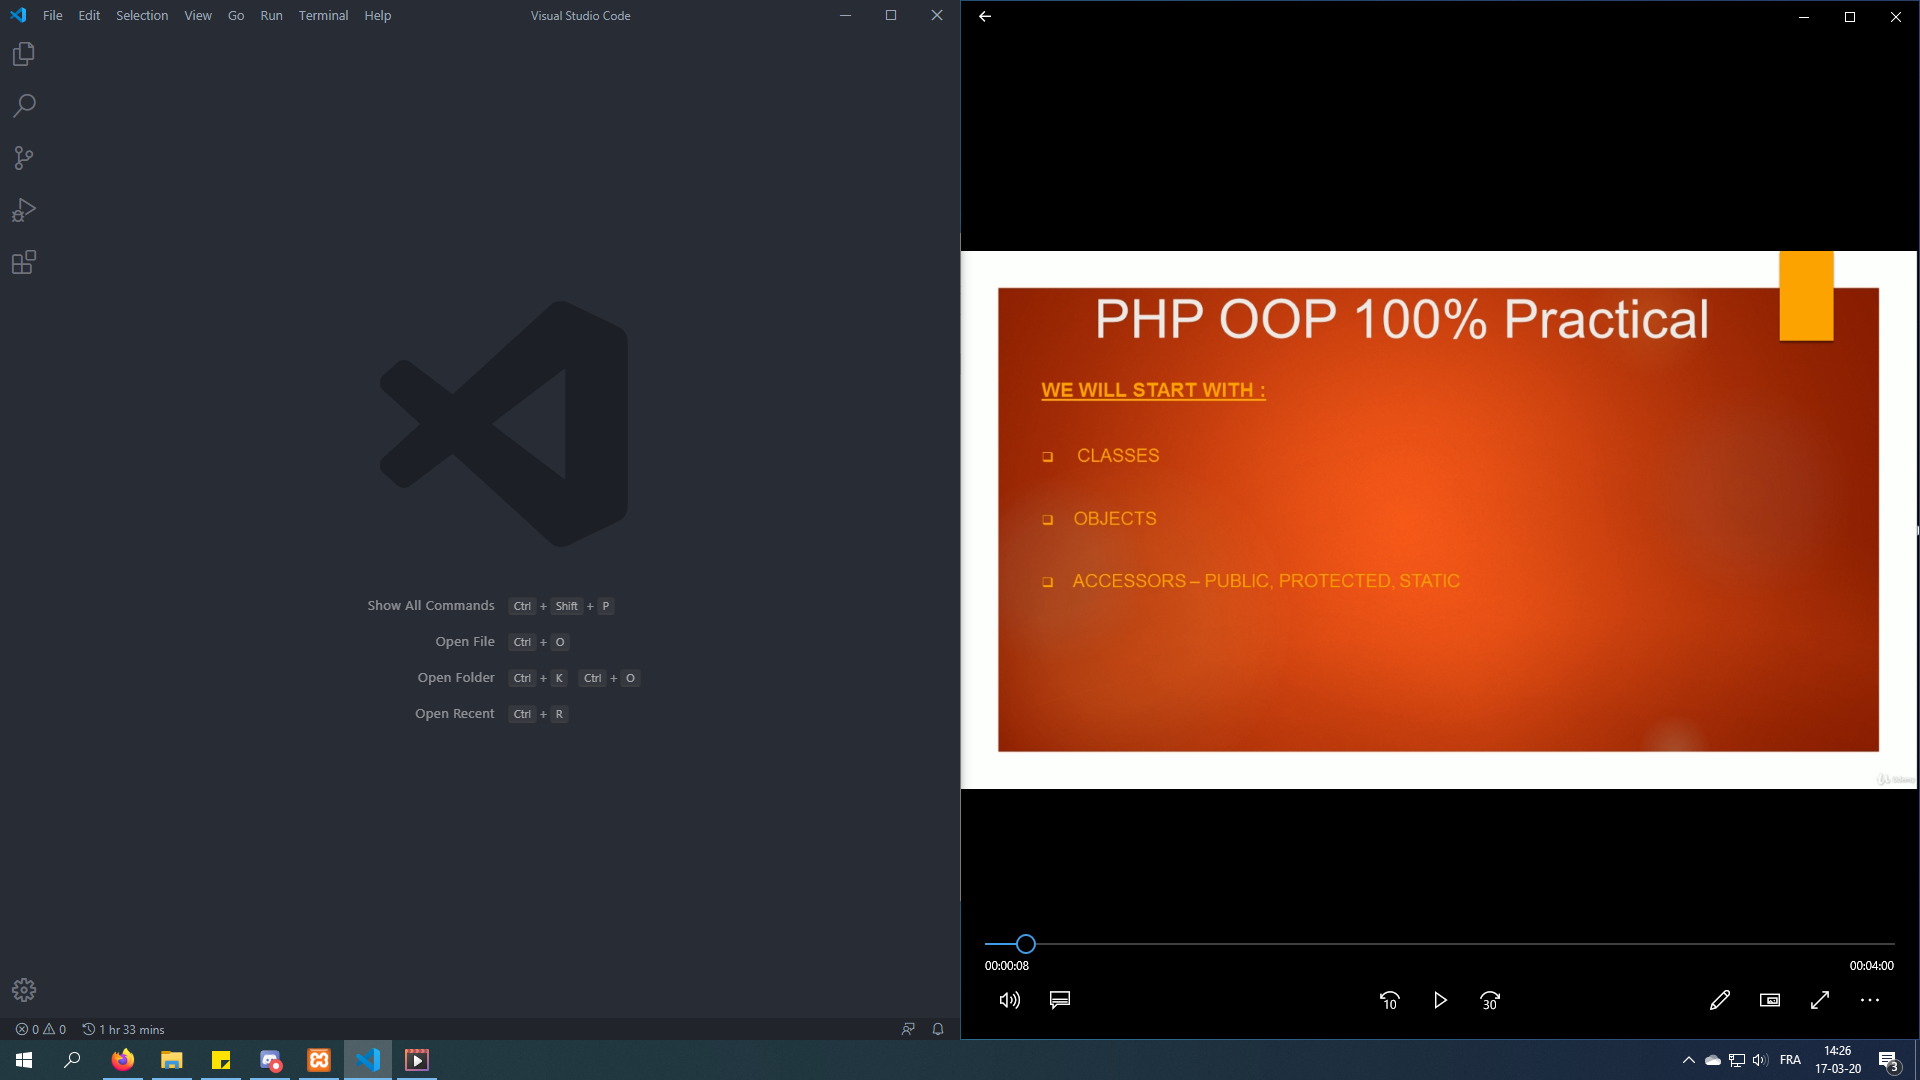 File Edit Selection View Go Run Terminal Help
Visual Studio Code
Show All Commands Ctrl + Shift + P
Open File Ctrl + O
Open Folder Ctrl + K Ctrl + O
Open Recent Ctrl + R
0 0 1 hr 33 mins
PHP OOP 100% Practical
WE WILL START WITH :
CLASSES
OBJECTS
ACCESSORS – PUBLIC, PROTECTED, STATIC
Udemy
00:00:08
00:04:00
10
30
FRA
14:26
17-03-20
3